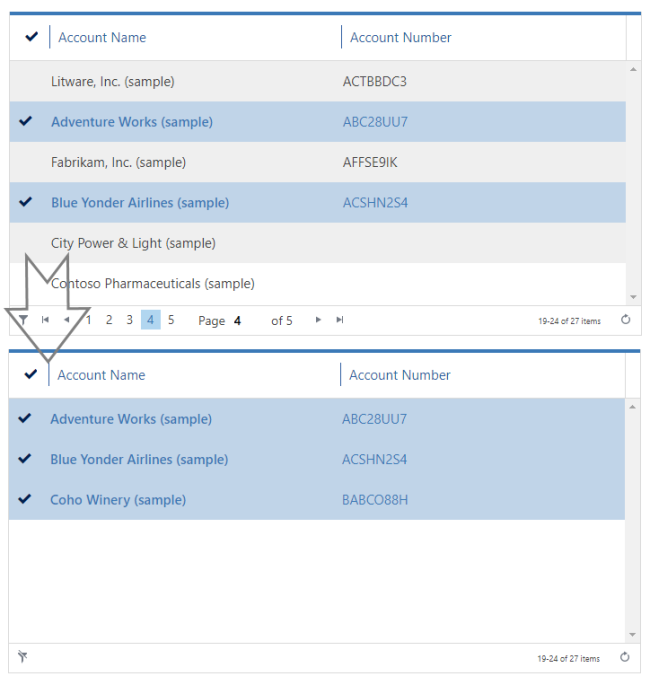 Account Name Account Number
Litware, Inc. (sample) ACTBBDC3
Adventure Works (sample) ABC28UU7
Fabrikam, Inc. (sample) AFFSE9IK
Blue Yonder Airlines (sample) ACSHN2S4
City Power & Light (sample)
Contoso Pharmaceuticals (sample)
1 2 3 4 5 Page 4 of 5 19-24 of 27 items
Account Name Account Number
Adventure Works (sample) ABC28UU7
Blue Yonder Airlines (sample) ACSHN2S4
Coho Winery (sample) BABCO88H
19-24 of 27 items